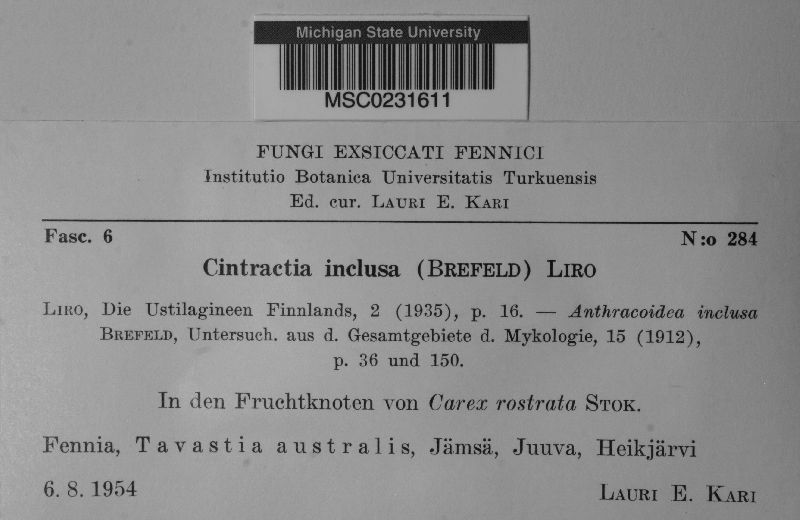 Michigan State University
MSC0231611
FUNGI EXSICCATI FENNICI
Institutio Botanica Universitatis Turkuensis
Ed. cur. LAURI E. KARI
Fasc. 6 N:o 284
Cintractia inclusa (BREFELD) LIRO
LIRO, Die Ustilagineen Finnlands, 2 (1935), p. 16. — Anthracoidea inclusa
BREFELD, Untersuch. aus d. Gesamtgebiete d. Mykologie, 15 (1912),
p. 36 und 150.
In den Fruchtknoten von Carex rostrata STOK.
Fennia, Tavastia australis, Jämsä, Juuva, Heikjärvi
6. 8. 1954 LAURI E. KARI